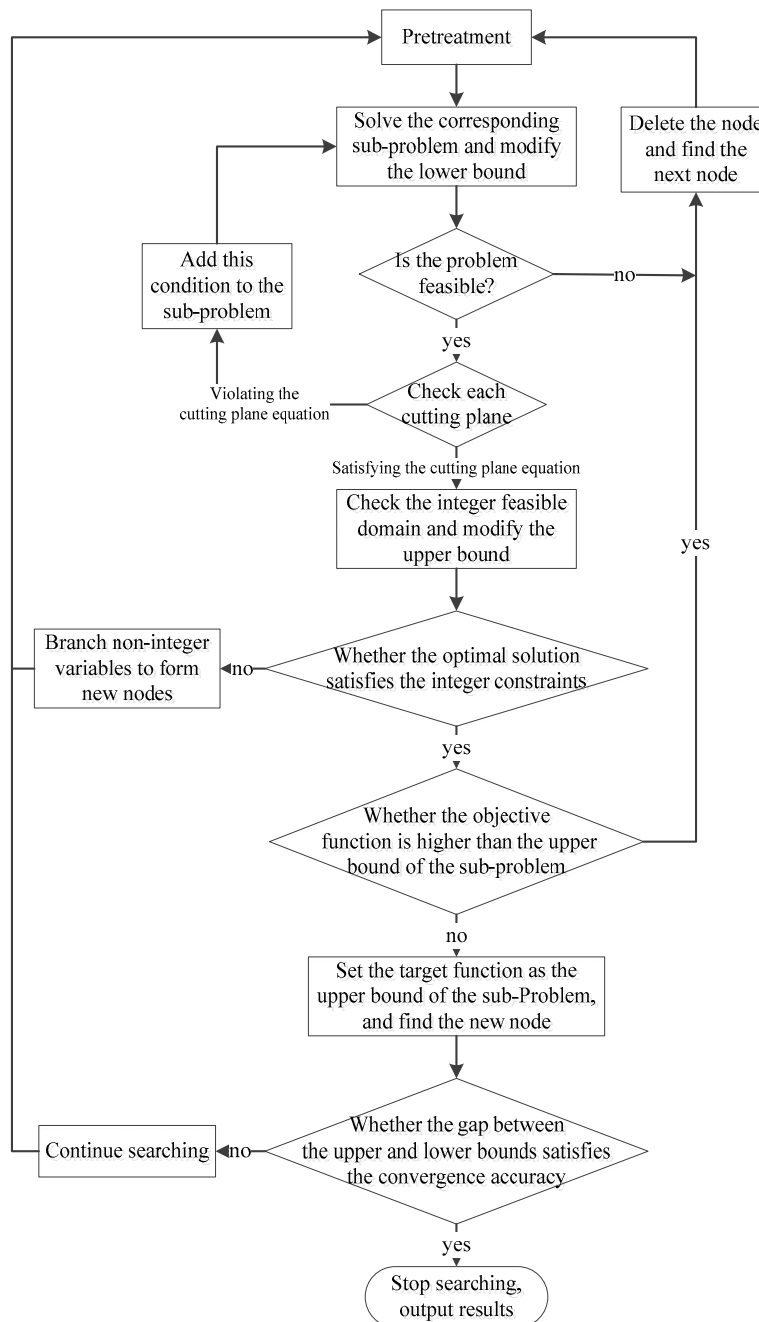 Pretreatment
Solve the corresponding
sub-problem and modify
the lower bound
Delete the node
and find the
next node
Add this
condition to the
sub-problem
Is the problem
feasible?
no
yes
Violating the
cutting plane equation
Check each
cutting plane
Satisfying the cutting plane equation
Check the integer feasible
domain and modify the
upper bound
yes
Branch non-integer
variables to form
new nodes
no
Whether the optimal solution
satisfies the integer constraints
yes
Whether the objective
function is higher than the upper
bound of the sub-problem
no
Set the target function as the
upper bound of the sub-Problem,
and find the new node
Continue searching
no
Whether the gap between
the upper and lower bounds satisfies
the convergence accuracy
yes
Stop searching,
output results